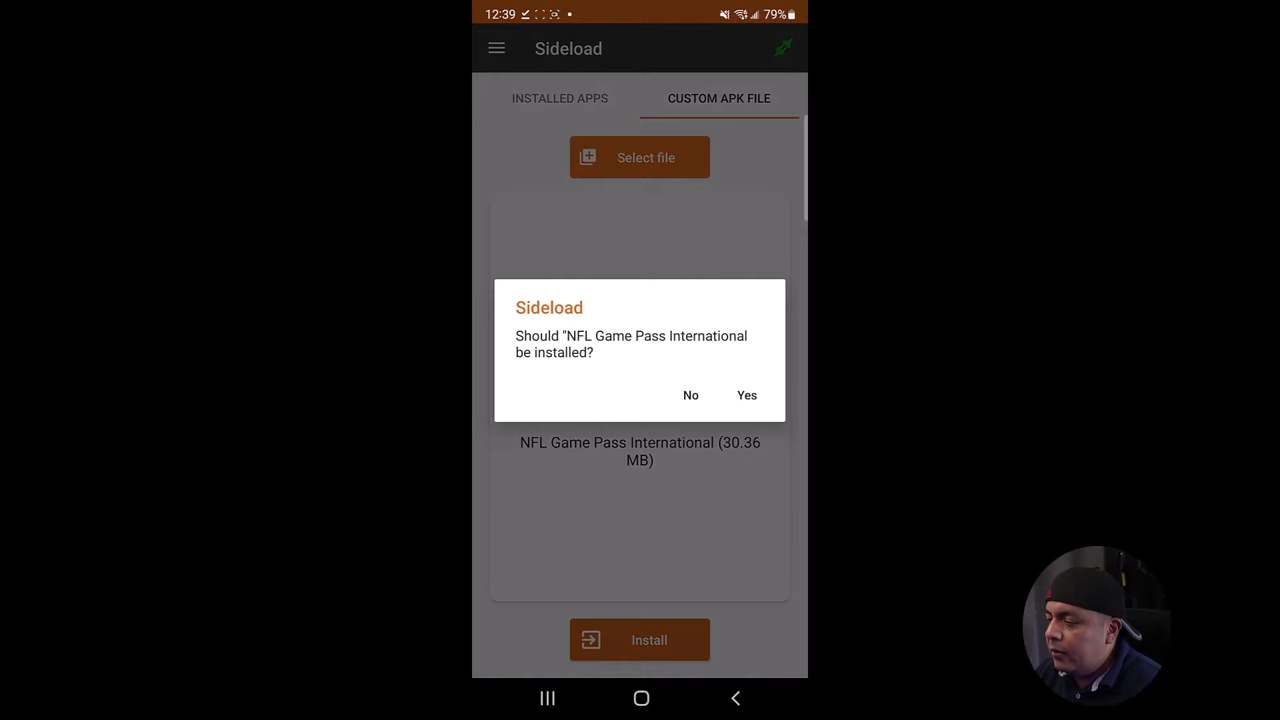 12:39
79%
Sideload
INSTALLED APPS
CUSTOM APK FILE
Select file
Sideload
Should "NFL Game Pass International
be installed?
No
Yes
NFL Game Pass International (30.36
MB)
Install